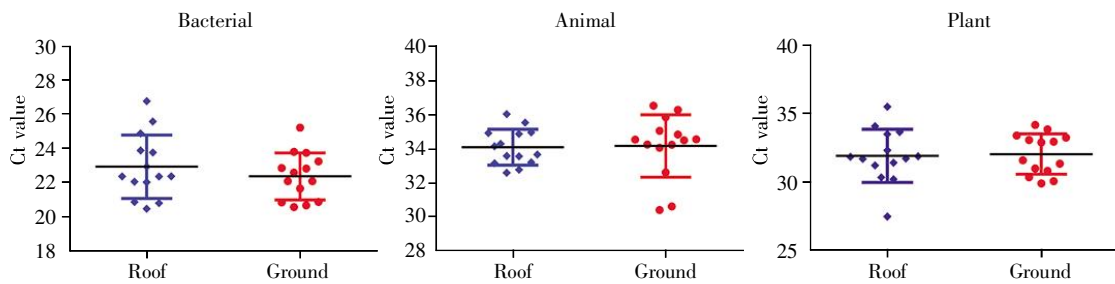 Bacterial
Ct value
30
28
26
24
22
20
18
Roof
Ground
Animal
Ct value
40
38
36
34
32
30
28
Roof
Ground
Plant
Ct value
40
35
30
25
Roof
Ground